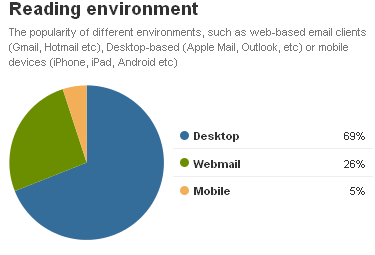 Reading environment
The popularity of different environments, such as web-based email clients
(Gmail, Hotmail etc), Desktop-based (Apple Mail, Outlook, etc) or mobile
devices (iPhone, iPad, Android etc)
Desktop 69%
Webmail 26%
Mobile 5%